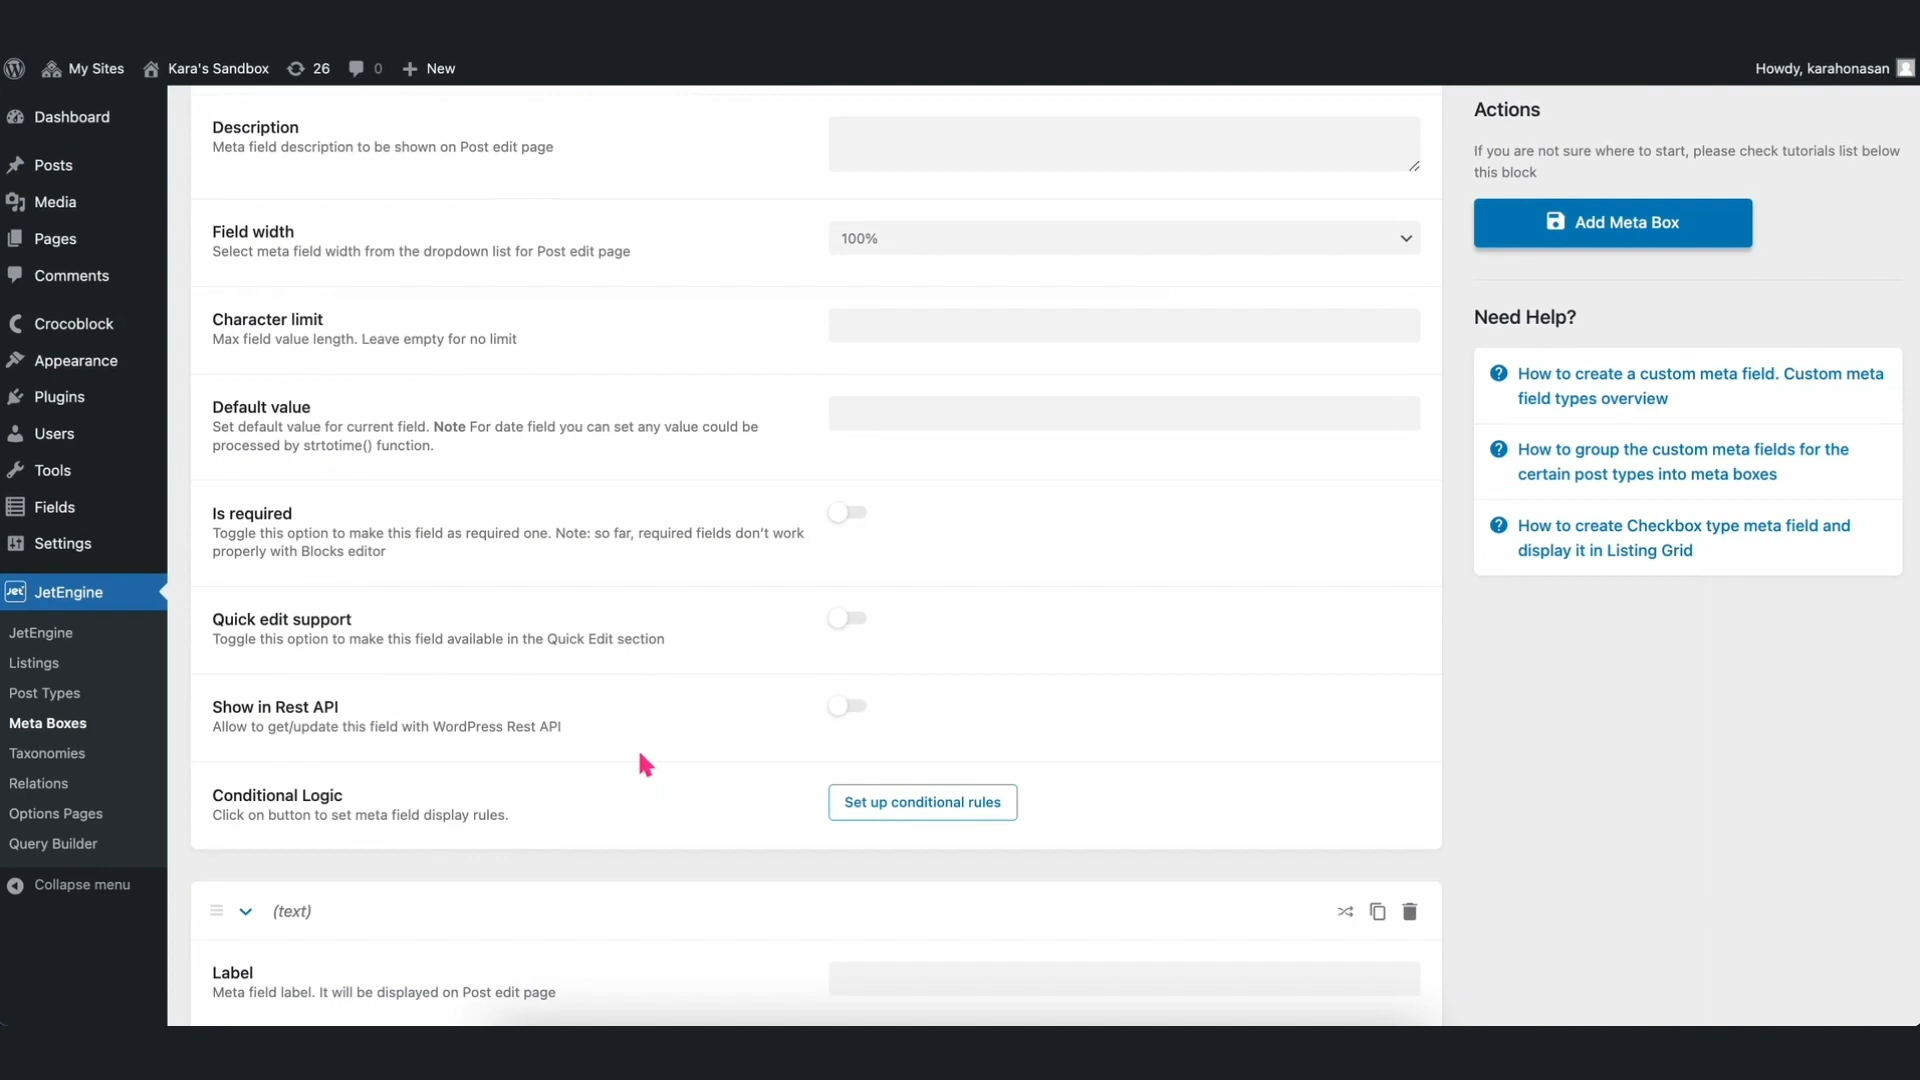 My Sites
Kara's Sandbox
26
0
New
Howdy, karahonasan
Dashboard
Posts
Media
Pages
Comments
Crocoblock
Appearance
Plugins
Users
Tools
Fields
Settings
Jet
JetEngine
JetEngine
Listings
Post Types
Meta Boxes
Taxonomies
Relations
Options Pages
Query Builder
Collapse menu
Description
Meta field description to be shown on Post edit page
Field width
Select meta field width from the dropdown list for Post edit page
100%
Character limit
Max field value length. Leave empty for no limit
Default value
Set default value for current field. Note For date field you can set any value could be
processed by strtotime() function.
Is required
Toggle this option to make this field as required one. Note: so far, required fields don't work
properly with Blocks editor
Quick edit support
Toggle this option to make this field available in the Quick Edit section
Show in Rest API
Allow to get/update this field with WordPress Rest API
Conditional Logic
Click on button to set meta field display rules.
Set up conditional rules
(text)
Label
Meta field label. It will be displayed on Post edit page
Actions
If you are not sure where to start, please check tutorials list below
this block
Add Meta Box
Need Help?
How to create a custom meta field. Custom meta
field types overview
How to group the custom meta fields for the
certain post types into meta boxes
How to create Checkbox type meta field and
display it in Listing Grid